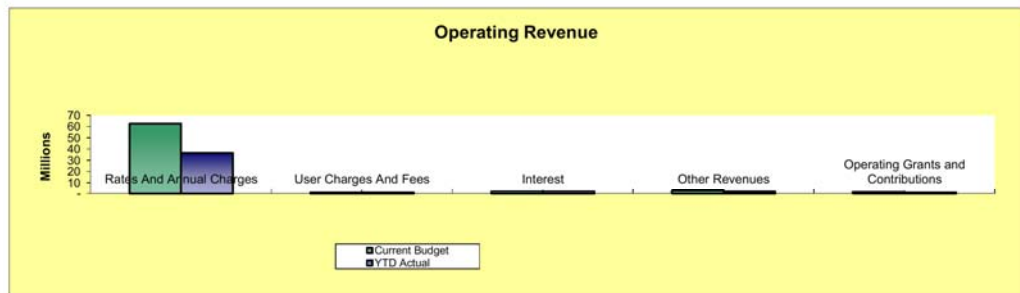 Operating Revenue
Millions
70
60
50
40
30
20
10
-
Rates And Annual Charges
User Charges And Fees
Interest
Other Revenues
Operating Grants and
Contributions
Current Budget
YTD Actual